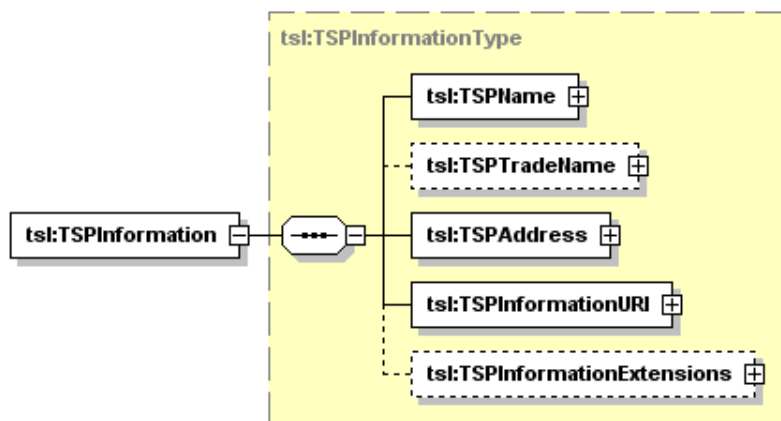 tsl:TSPInformationType
tsl:TSPName
tsl:TSPTradeName
tsl:TSPInformation
tsl:TSPAddress
tsl:TSPInformationURI
tsl:TSPInformationExtensions